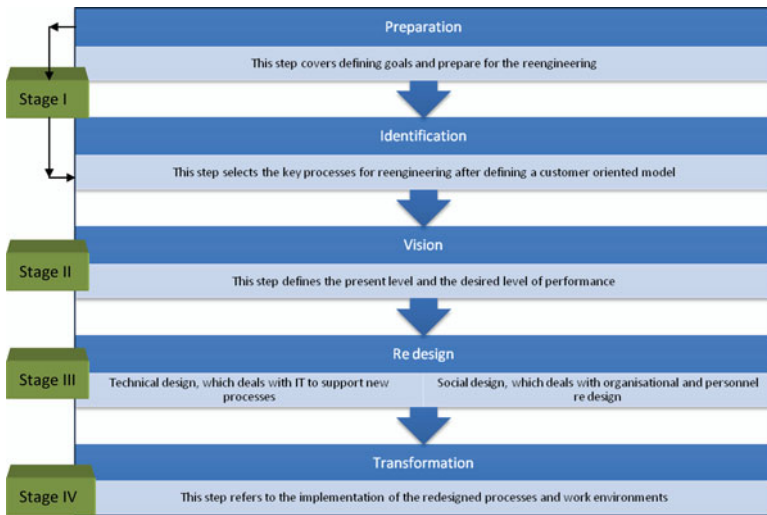 Preparation
This step covers defining goals and prepare for the reengineering
Stage I
Identification
This step selects the key processes for reengineering after defining a customer oriented model
Vision
Stage II
This step defines the present level and the desired level of performance
Re design
Stage III
Technical design, which deals with IT to support new
processes
Social design, which deals with organisational and personnel
re design
Transformation
Stage IV
This step refers to the implementation of the redesigned processes and work environments